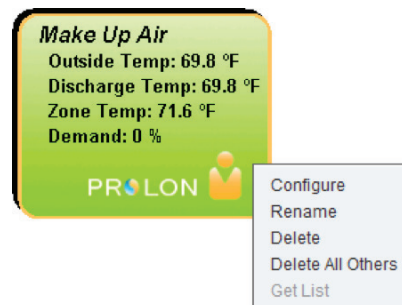 Make Up Air
Outside Temp: 69.8 °F
Discharge Temp: 69.8 °F
Zone Temp: 71.6 °F
Demand: 0 %
PROLON
Configure
Rename
Delete
Delete All Others
Get List